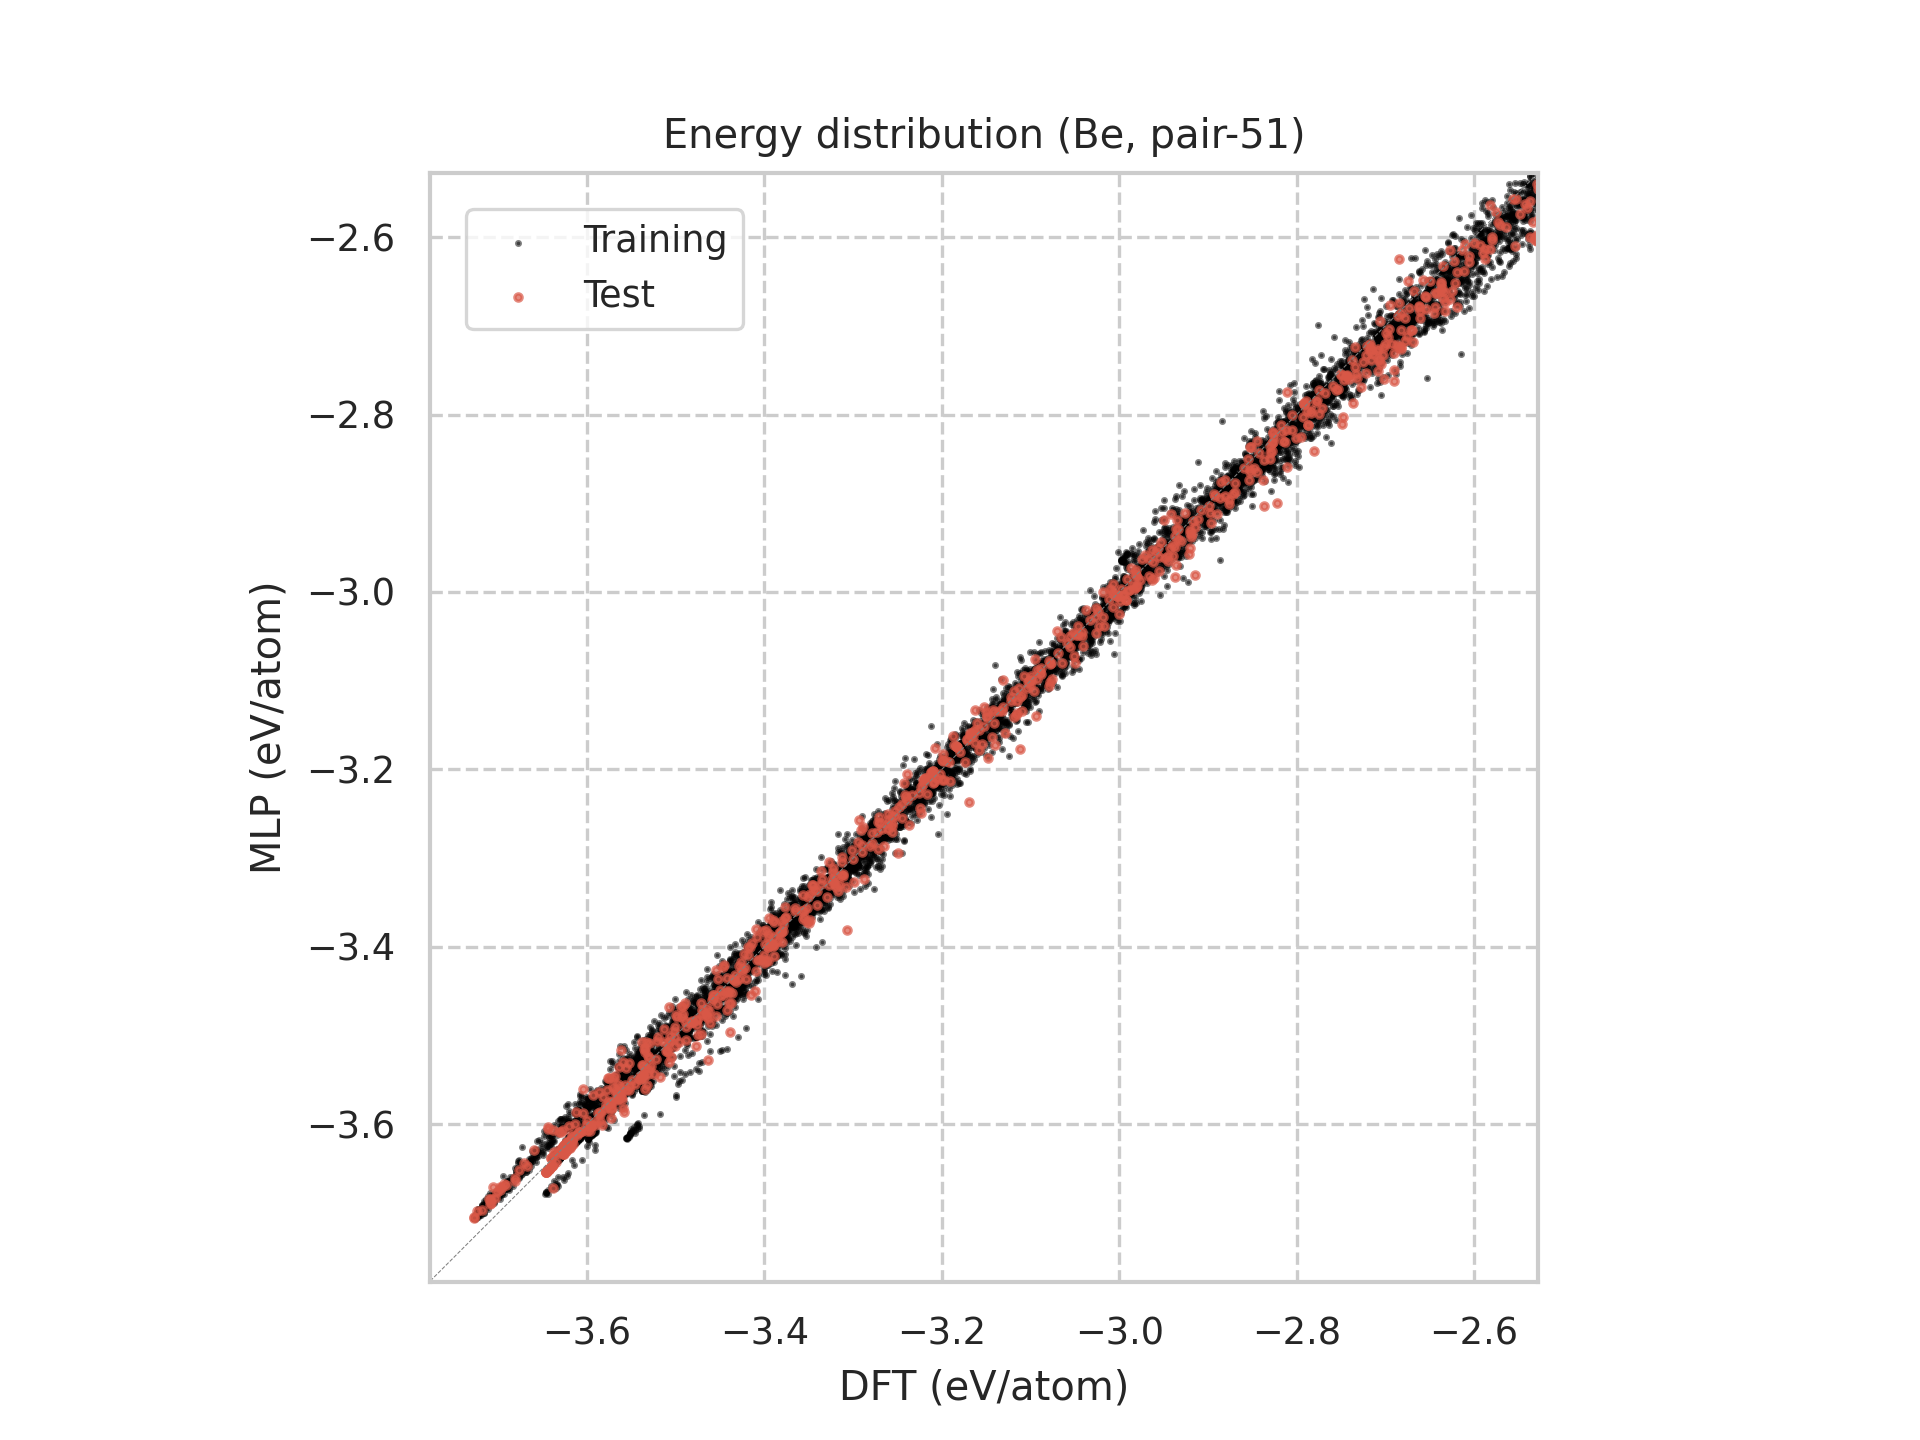 Energy distribution (Be, pair-51)
Training
Test
−2.6
−2.8
−3.0
−3.2
−3.4
−3.6
MLP (eV/atom)
−3.6 −3.4 −3.2 −3.0 −2.8 −2.6
DFT (eV/atom)